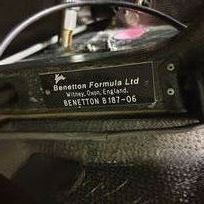 Benetton Formula Ltd
Witney, Oxon, England.
BENETTON B187-06